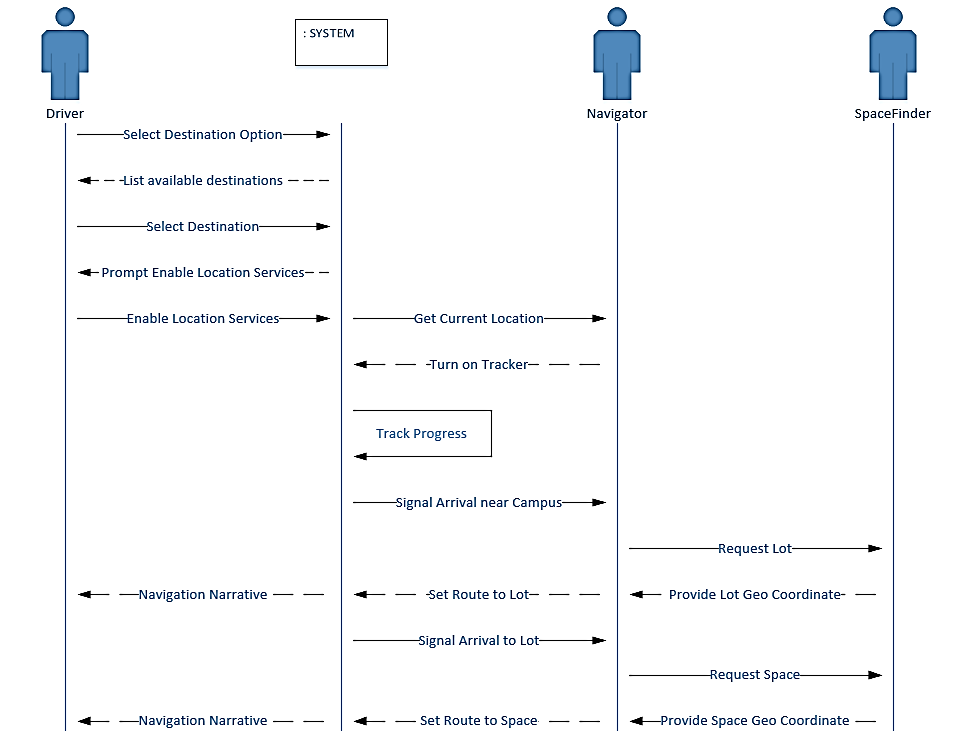 : SYSTEM
Driver
Navigator
SpaceFinder
Select Destination Option
List available destinations
Select Destination
Prompt Enable Location Services
Enable Location Services
Get Current Location
Turn on Tracker
Track Progress
Signal Arrival near Campus
Request Lot
Navigation Narrative
Set Route to Lot
Provide Lot Geo Coordinate
Signal Arrival to Lot
Request Space
Navigation Narrative
Set Route to Space
Provide Space Geo Coordinate